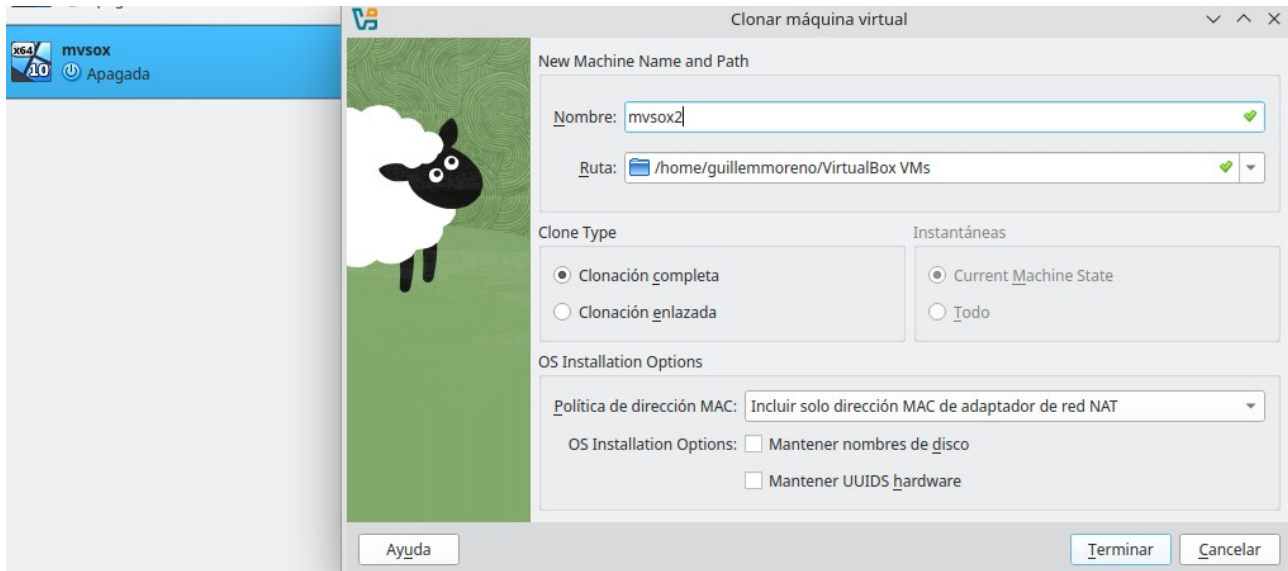 x64
10
mvsox
Apagada
Clonar máquina virtual
New Machine Name and Path
Nombre: mvsox2
Ruta: /home/guillemmoreno/VirtualBox VMs
Clone Type
Clonación completa
Clonación enlazada
Instantáneas
Current Machine State
Todo
OS Installation Options
Política de dirección MAC: Incluir solo dirección MAC de adaptador de red NAT
OS Installation Options: Mantener nombres de disco
Mantener UUIDS hardware
Ayuda
Terminar
Cancelar